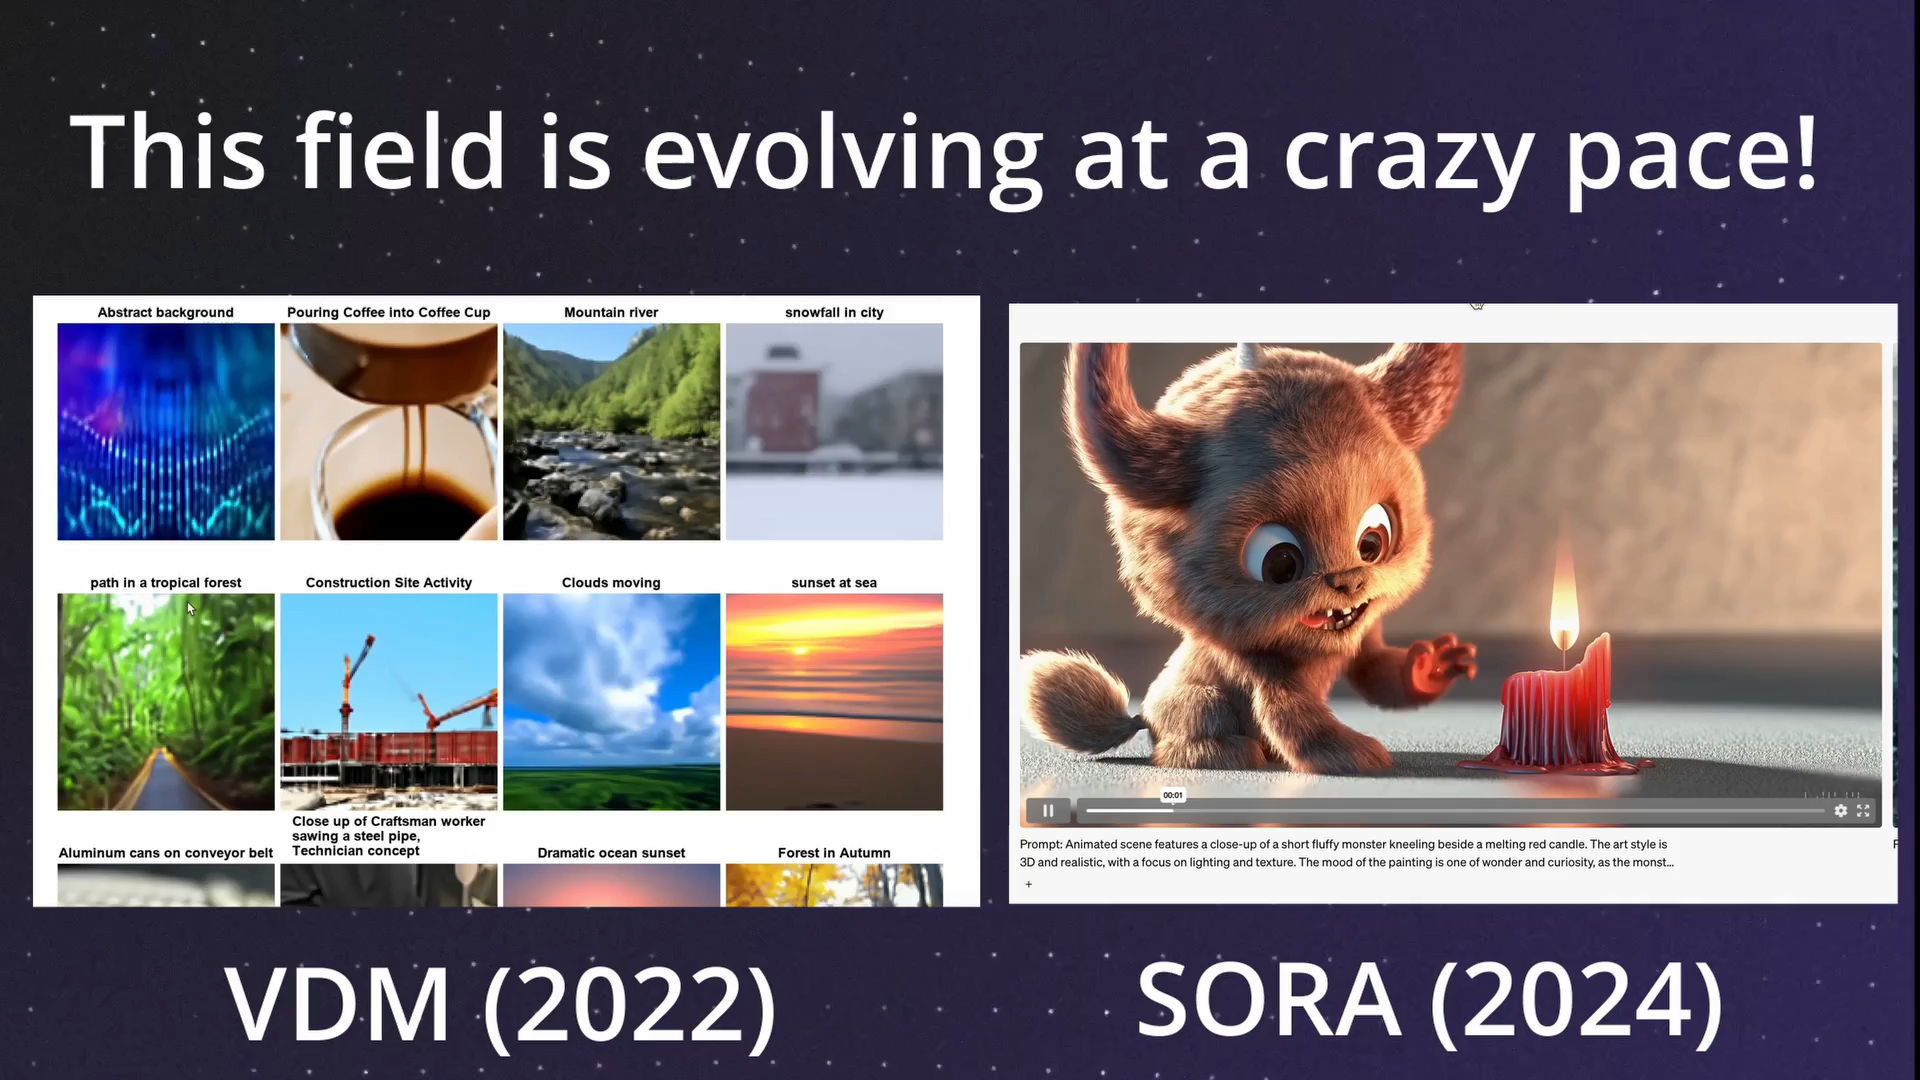 This field is evolving at a crazy pace!
Abstract background
Pouring Coffee into Coffee Cup
Mountain river
snowfall in city
path in a tropical forest
Construction Site Activity
Clouds moving
sunset at sea
Aluminum cans on conveyor belt
Close up of Craftsman worker
sawing a steel pipe,
Technician concept
Dramatic ocean sunset
Forest in Autumn
00:01
Prompt: Animated scene features a close-up of a short fluffy monster kneeling beside a melting red candle. The art style is
3D and realistic, with a focus on lighting and texture. The mood of the painting is one of wonder and curiosity, as the monst...
+
VDM (2022)
SORA (2024)